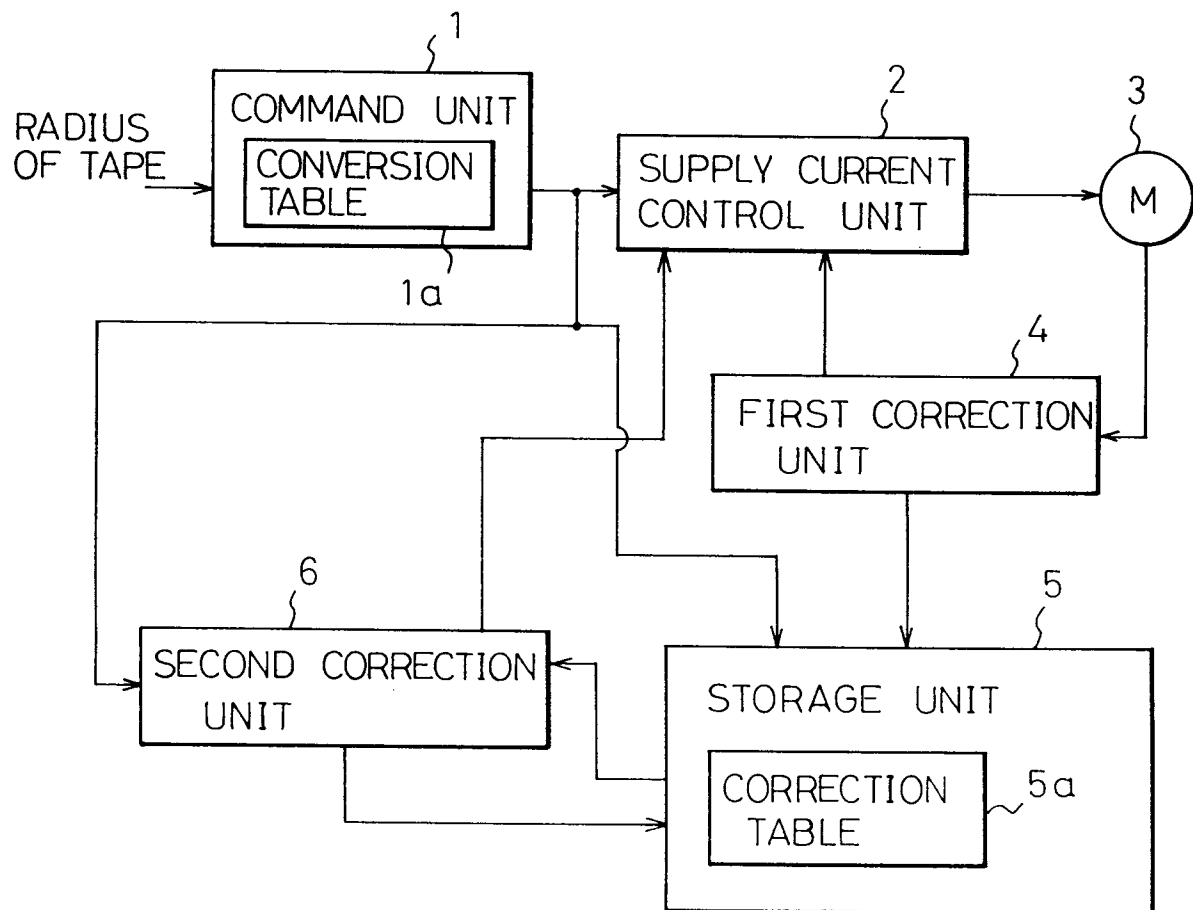 1
COMMAND UNIT
RADIUS
OF TAPE
CONVERSION
TABLE
1a
2
SUPPLY CURRENT
CONTROL UNIT
3
M
4
FIRST CORRECTION
UNIT
6
SECOND CORRECTION
UNIT
5
STORAGE UNIT
CORRECTION
TABLE
5a